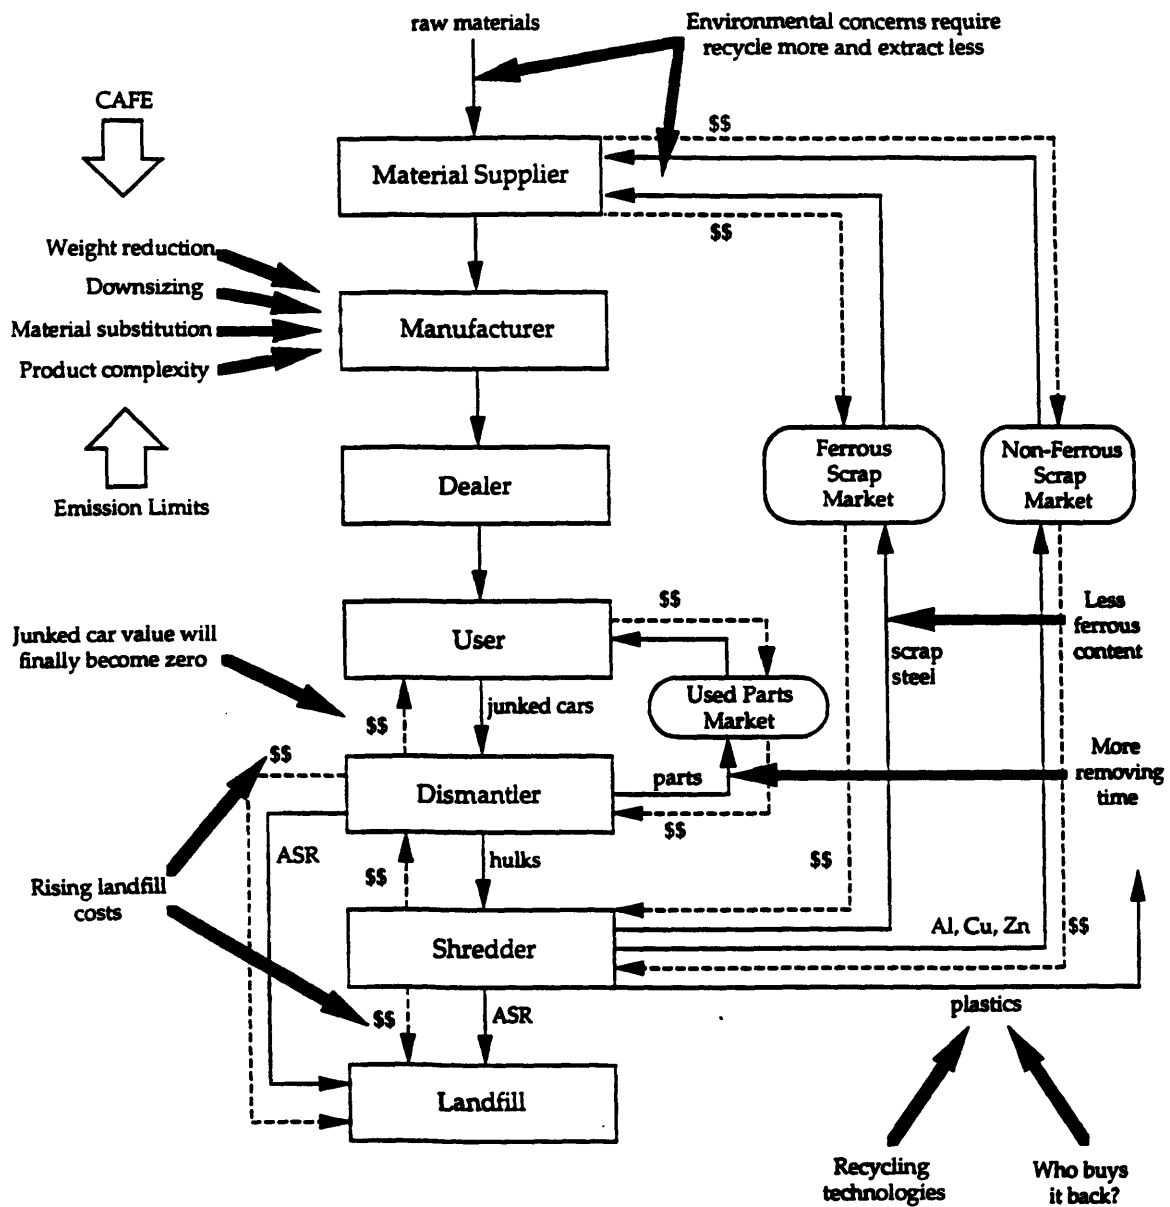 raw materials
Environmental concerns require
recycle more and extract less
CAFE
$$
Material Supplier
$$
Weight reduction
Downsizing
Material substitution
Product complexity
Manufacturer
Emission Limits
Dealer
Ferrous
Scrap
Market
Non-Ferrous
Scrap
Market
Junked car value will
finally become zero
User
$$
Less
ferrous
content
scrap
steel
junked cars
$$
Used Parts
Market
$$
Dismantler
parts
$$
More
removing
time
ASR
hulks
$$
$$
Rising landfill
costs
Shredder
Al, Cu, Zn
$$
plastics
$$
ASR
Landfill
Recycling
technologies
Who buys
it back?